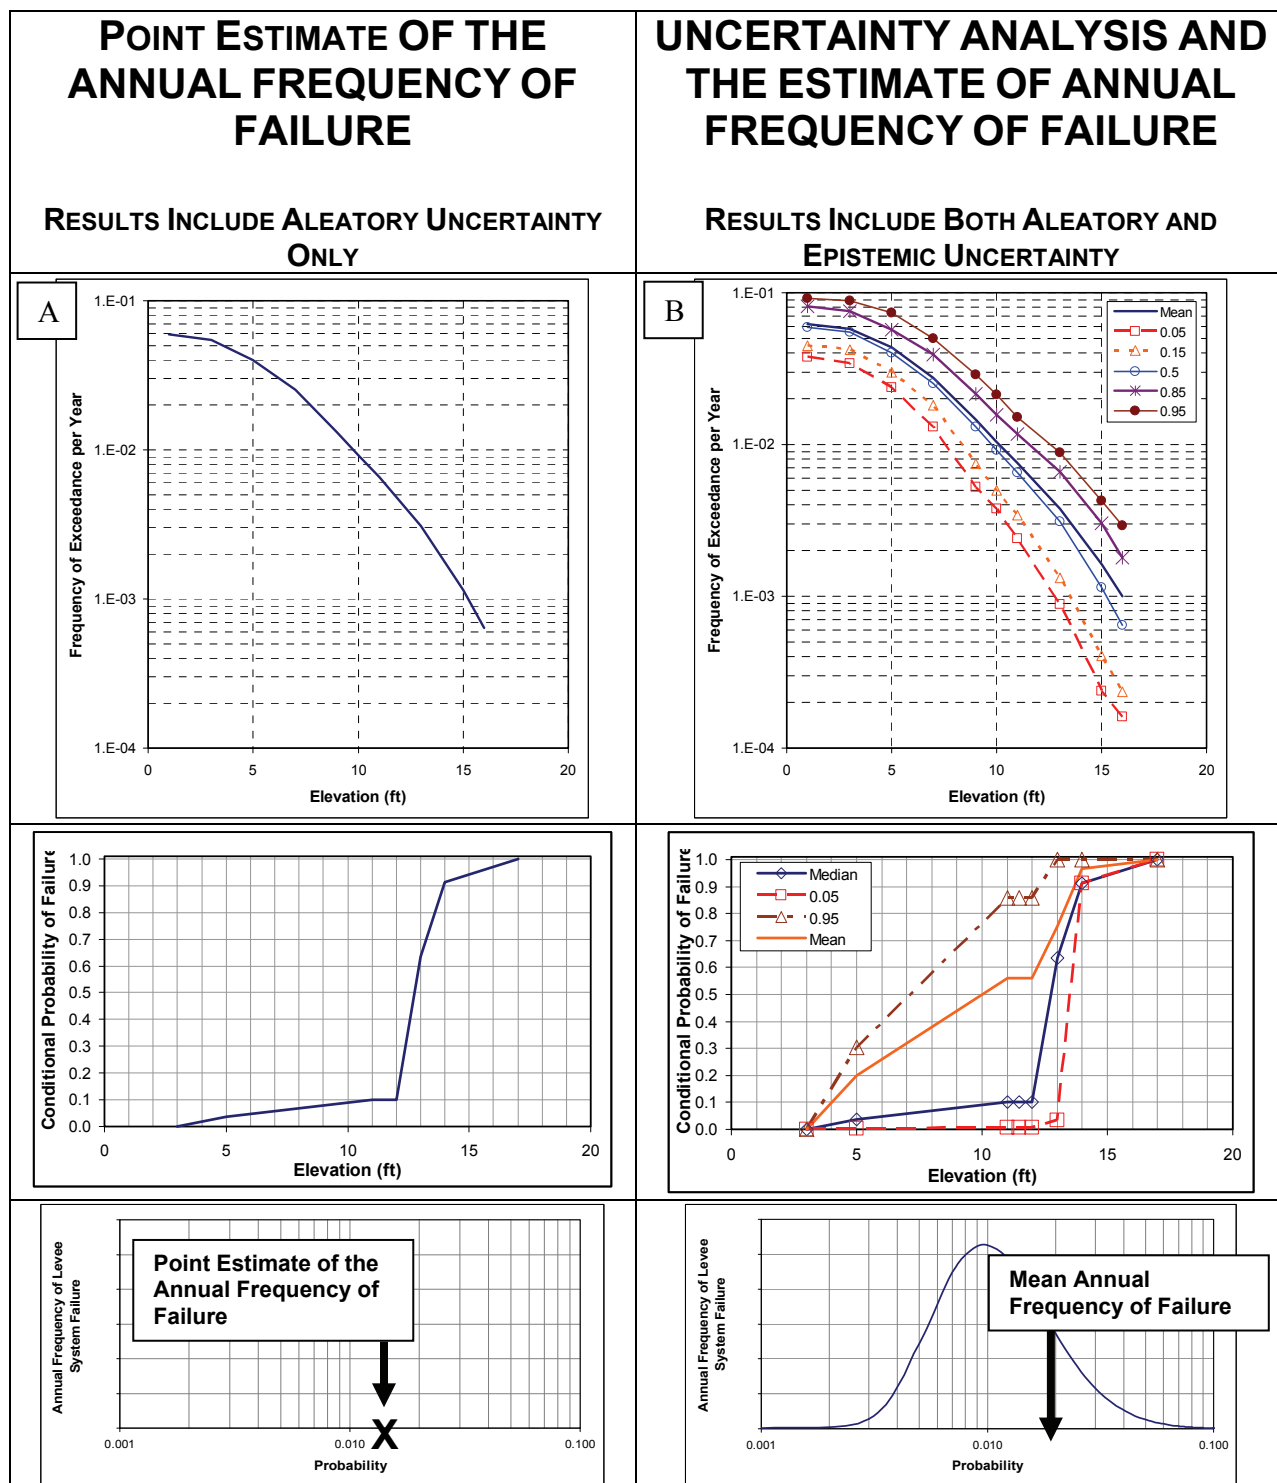 POINT ESTIMATE OF THE
ANNUAL FREQUENCY OF
FAILURE
RESULTS INCLUDE ALEATORY UNCERTAINTY
ONLY
UNCERTAINTY ANALYSIS AND
THE ESTIMATE OF ANNUAL
FREQUENCY OF FAILURE
RESULTS INCLUDE BOTH ALEATORY AND
EPISTEMIC UNCERTAINTY
A
Frequency of Exceedance per Year
1.E-01
1.E-02
1.E-03
1.E-04
0 5 10 15 20
Elevation (ft)
B
Frequency of Exceedance per Year
1.E-01
1.E-02
1.E-03
1.E-04
Mean
0.05
0.15
0.5
0.85
0.95
0 5 10 15 20
Elevation (ft)
Conditional Probability of Failure
1.0
0.9
0.8
0.7
0.6
0.5
0.4
0.3
0.2
0.1
0.0
0 5 10 15 20
Elevation (ft)
Conditional Probability of Failure
1.0
0.9
0.8
0.7
0.6
0.5
0.4
0.3
0.2
0.1
0.0
Median
0.05
0.95
Mean
0 5 10 15 20
Elevation (ft)
Annual Frequency of Levee
System Failure
Point Estimate of the
Annual Frequency of
Failure
X
0.001 0.010 0.100
Probability
Annual Frequency of Levee
System Failure
Mean Annual
Frequency of Failure
0.001 0.010 0.100
Probability